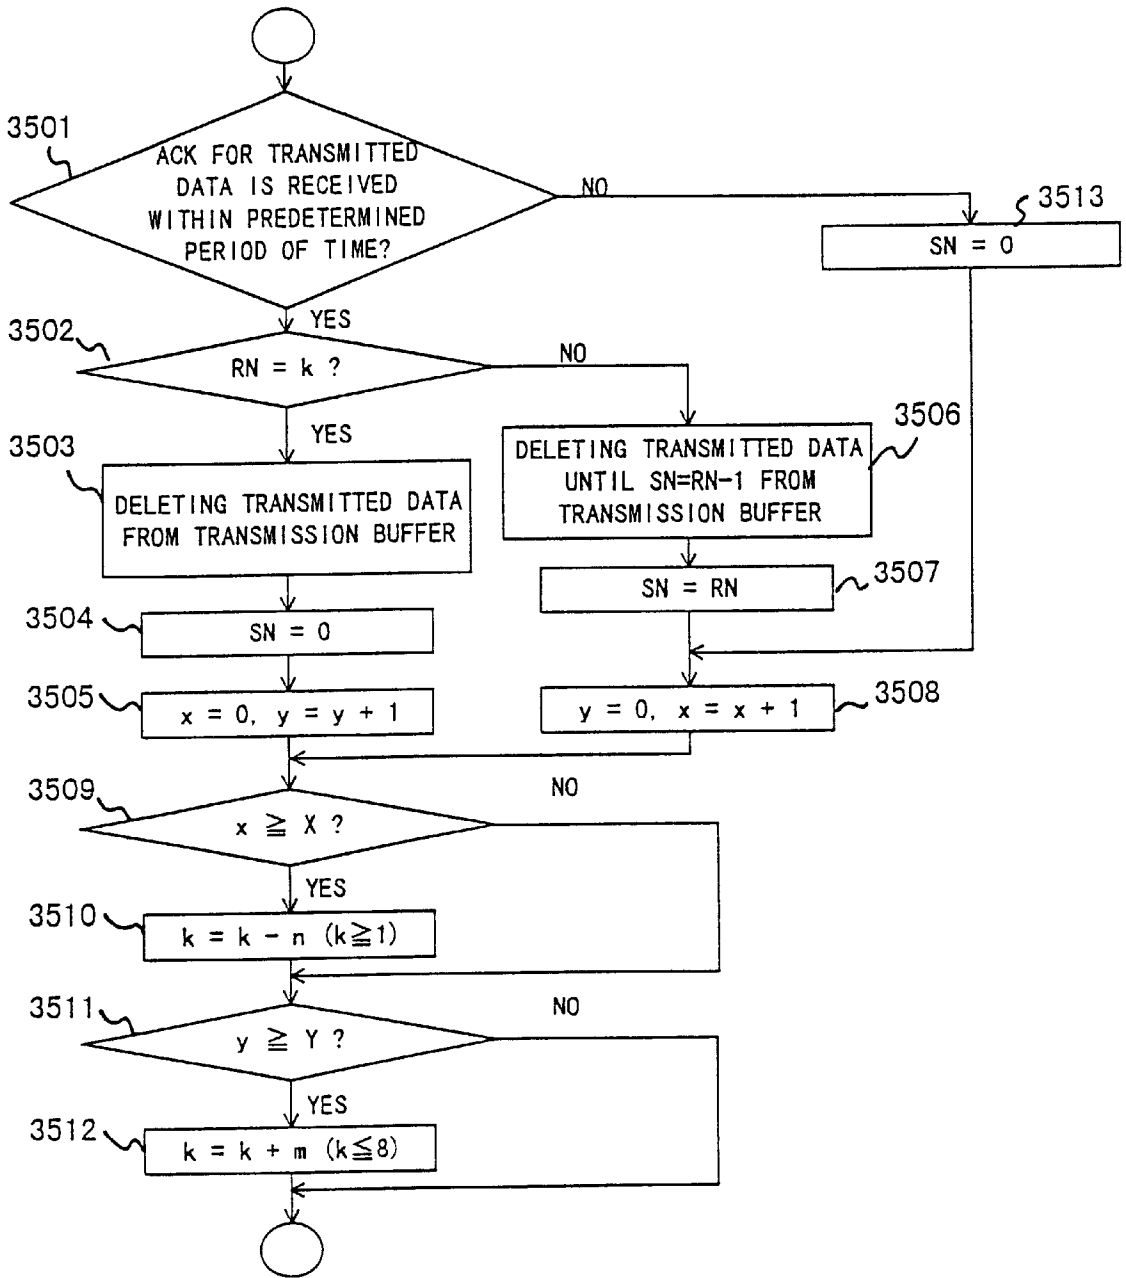 3501
ACK FOR TRANSMITTED
DATA IS RECEIVED
WITHIN PREDETERMINED
PERIOD OF TIME?
NO
3513
SN = 0
YES
3502
RN = k ?
NO
YES
3503
DELETING TRANSMITTED DATA
FROM TRANSMISSION BUFFER
3506
DELETING TRANSMITTED DATA
UNTIL SN=RN-1 FROM
TRANSMISSION BUFFER
3507
SN = RN
3504
SN = 0
3505
x = 0, y = y + 1
3508
y = 0, x = x + 1
3509
x ≧ X ?
NO
YES
3510
k = k - n (k≧1)
3511
y ≧ Y ?
NO
YES
3512
k = k + m (k≦8)